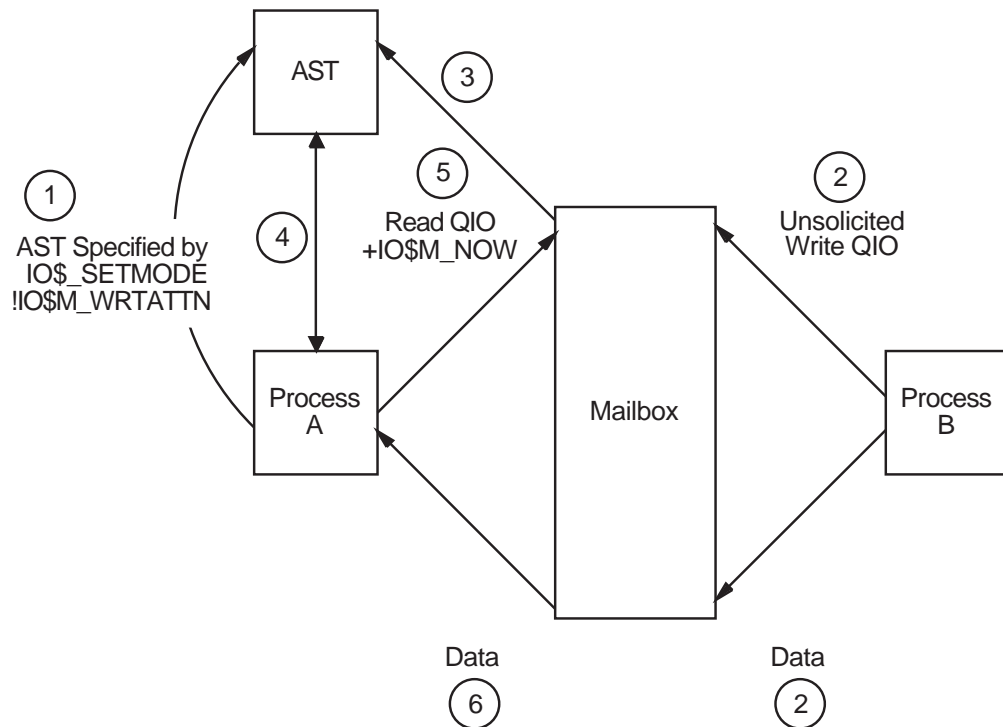 AST
3
1
5
2
4
Read QIO
+IO$M_NOW
Unsolicited
Write QIO
AST Specified by
IO$_SETMODE
!IO$M_WRTATTN
Process
A
Mailbox
Process
B
Data
6
Data
2